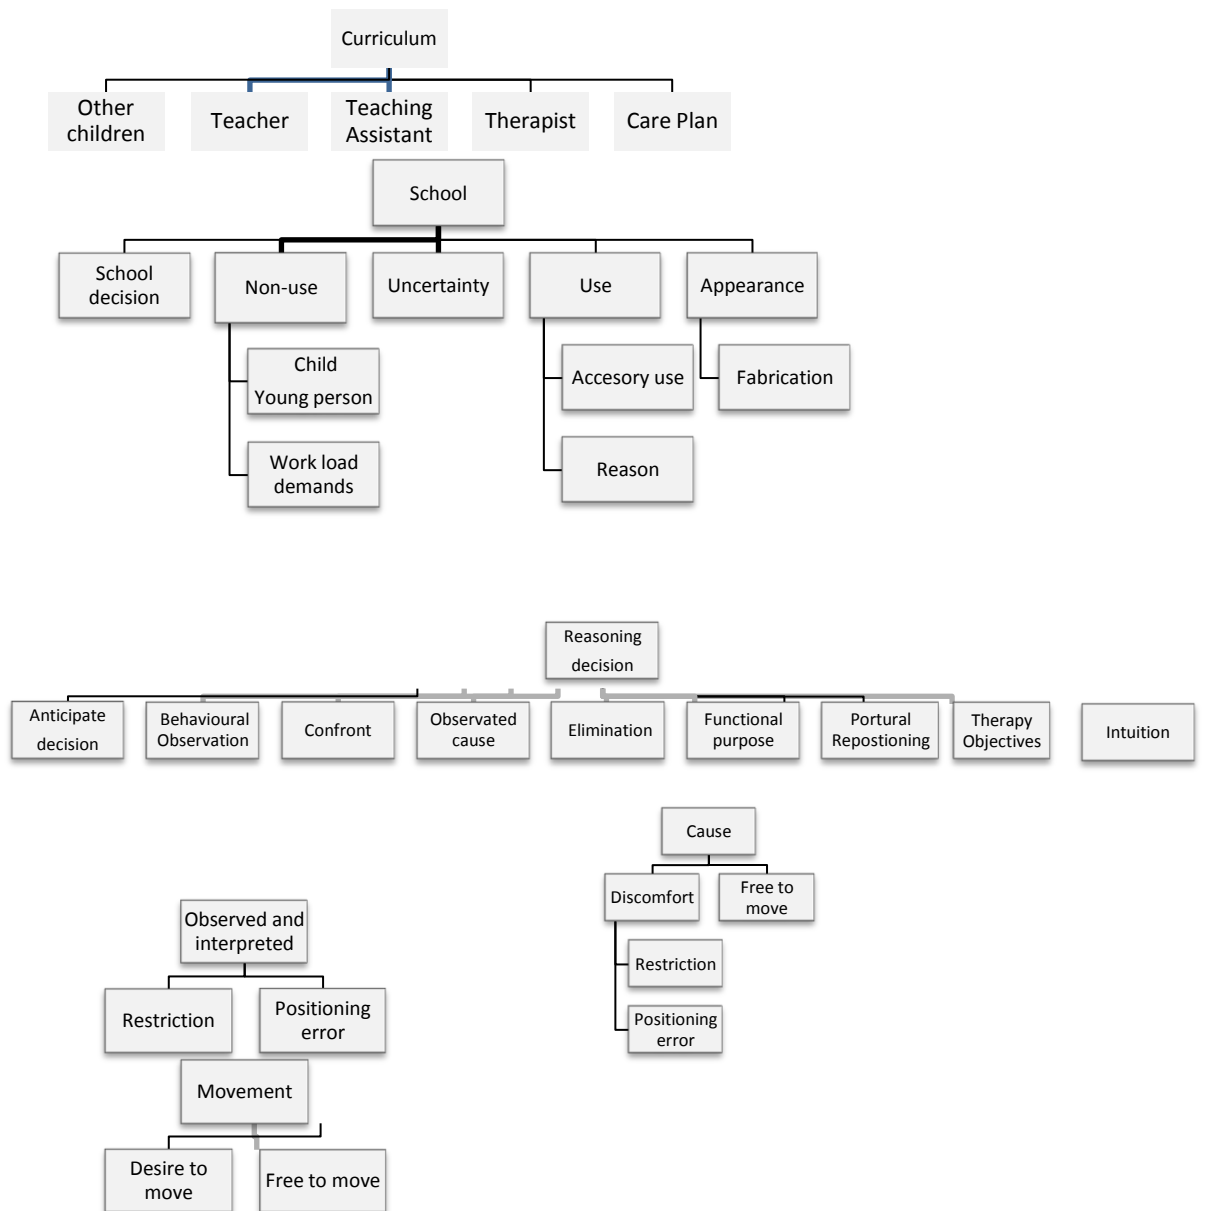 Curriculum
Other
children
Teacher
Teaching
Assistant
Therapist
Care Plan
School
School
decision
Non-use
Uncertainty
Use
Appearance
Child
Young person
Accesory use
Fabrication
Work load
demands
Reason
Reasoning
decision
Anticipate
decision
Behavioural
Observation
Confront
Observated
cause
Elimination
Functional
purpose
Portural
Repostioning
Therapy
Objectives
Intuition
Cause
Discomfort
Free to
move
Restriction
Positioning
error
Observed and
interpreted
Restriction
Positioning
error
Movement
Desire to
move
Free to move